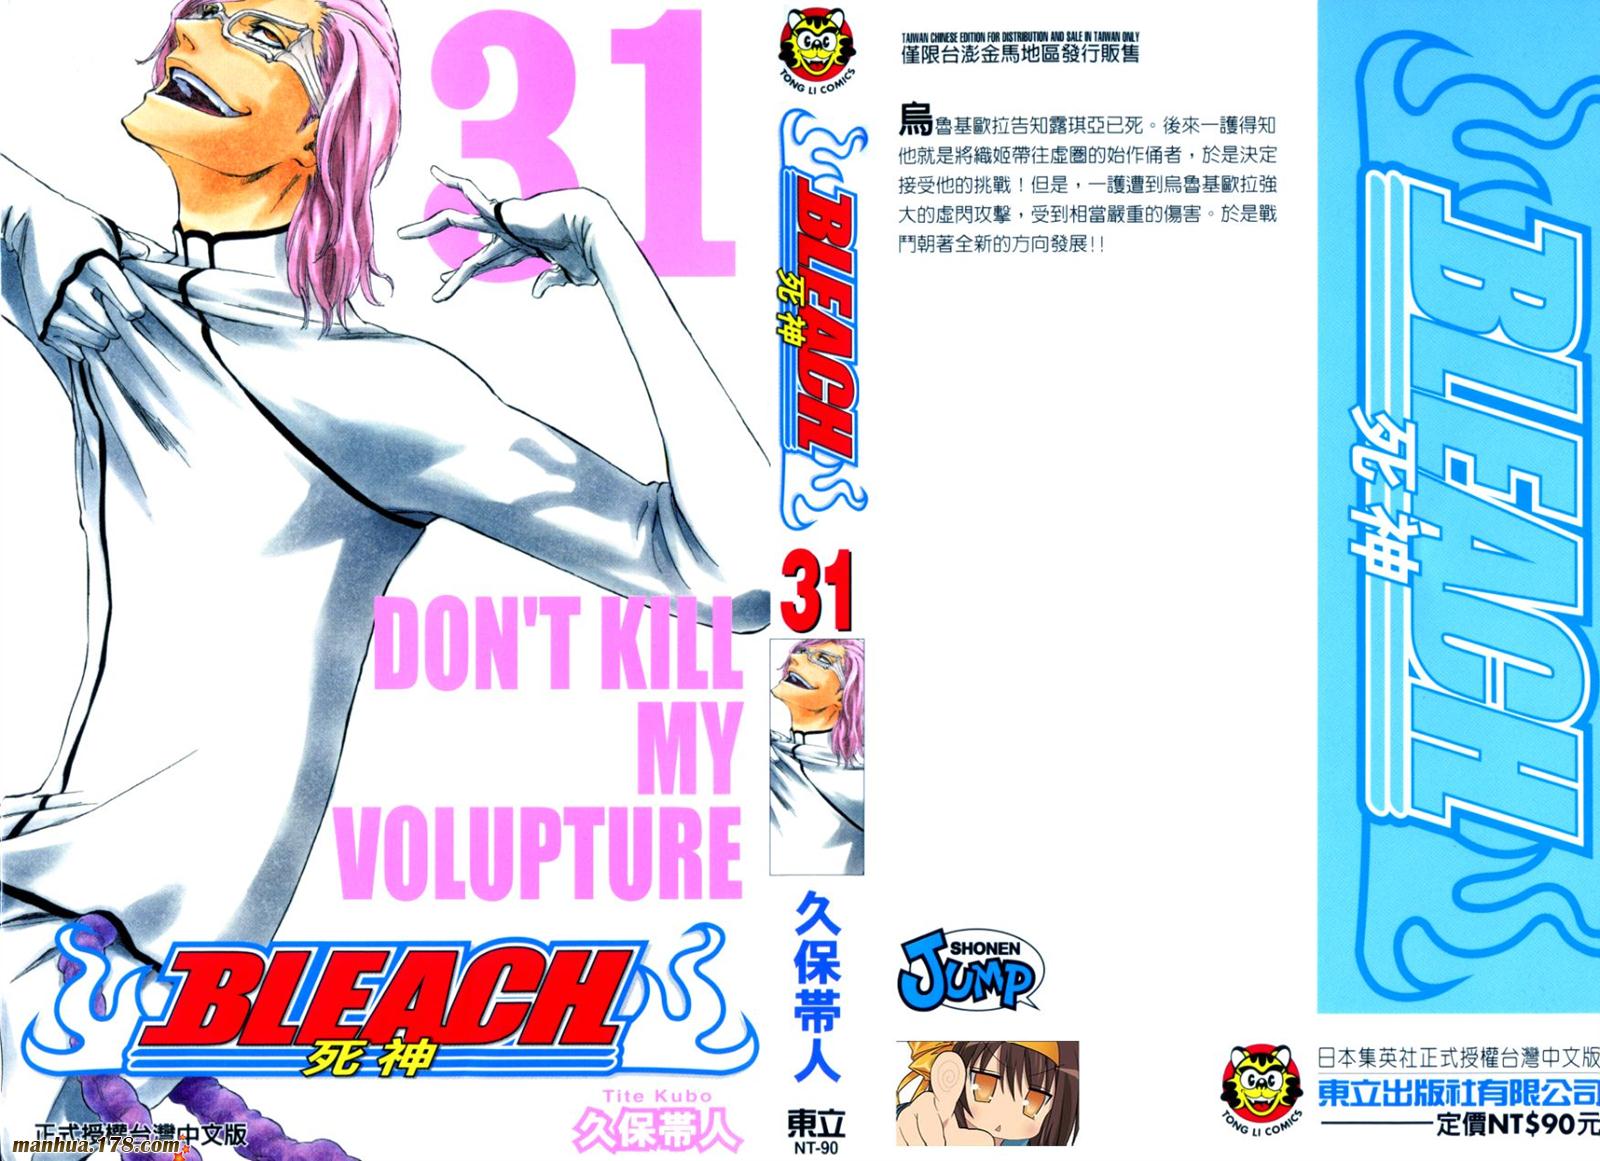 31
DON'T KILL
MY
VOLUPTURE
BLEACH
死神
Tite Kubo
久保帯人
正式授權台灣中文版
manhua.178.com
TONG LI COMICS
BLEACH
死神
31
久保帯人
東立
NT-90
TAIWAN CHINESE EDITION FOR DISTRIBUTION AND SALE IN TAIWAN ONLY
僅限台澎金馬地區發行販售
烏魯基歐拉告知露琪亞已死。後來一護得知
他就是將織姬帶往虛圈的始作俑者，於是決定
接受他的挑戰！但是，一護遭到烏魯基歐拉強
大的虛閃攻擊，受到相當嚴重的傷害。於是戰
鬥朝著全新的方向發展!!
SHONEN
JUMP
BLEACH
死神
TONG LI COMICS
日本集英社正式授權台灣中文版
東立出版社有限公司
定價NT$90元